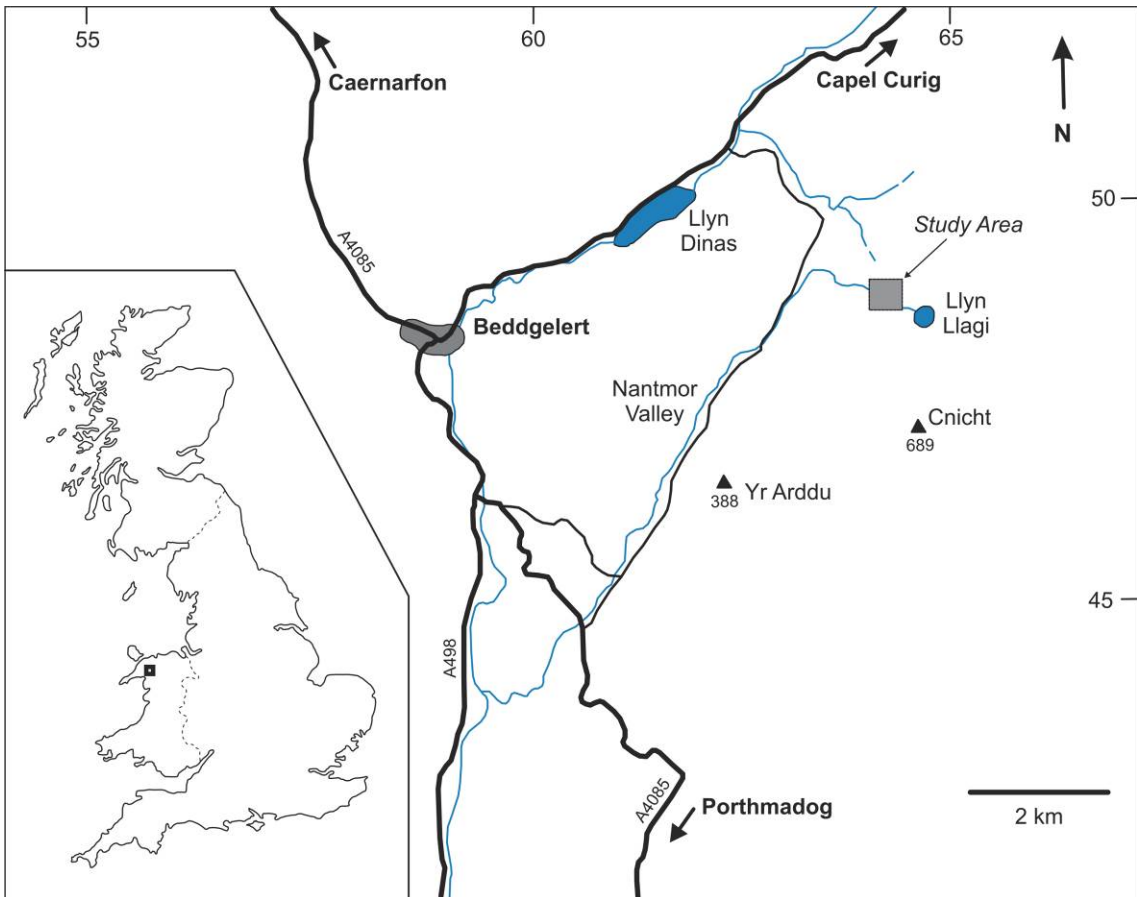 55
60
65
Caernarfon
Capel Curig
N
50
Llyn
Dinas
Study Area
A4085
Beddgelert
Llyn
Llagi
Nantmor
Valley
Cnicht
689
388
Yr Arddu
45
A498
A4085
Porthmadog
2 km